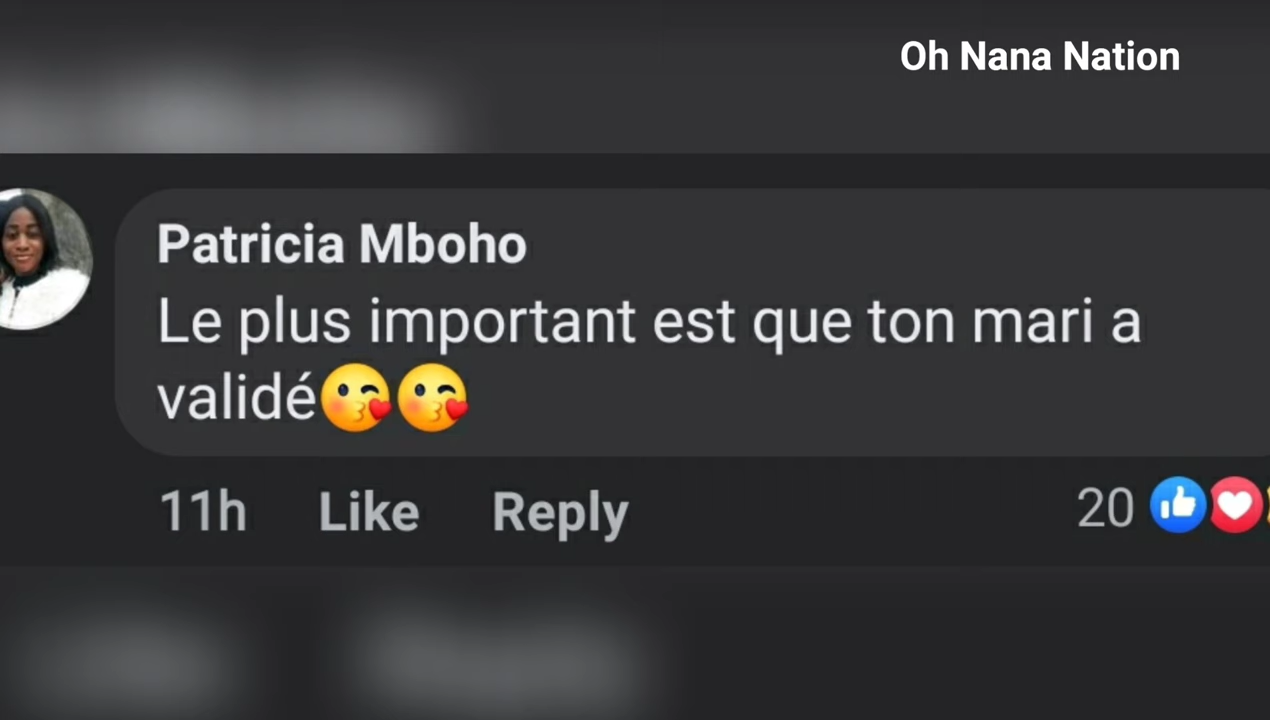 Oh Nana Nation
Patricia Mboho
Le plus important est que ton mari a
validé😘😘
11h Like Reply 20